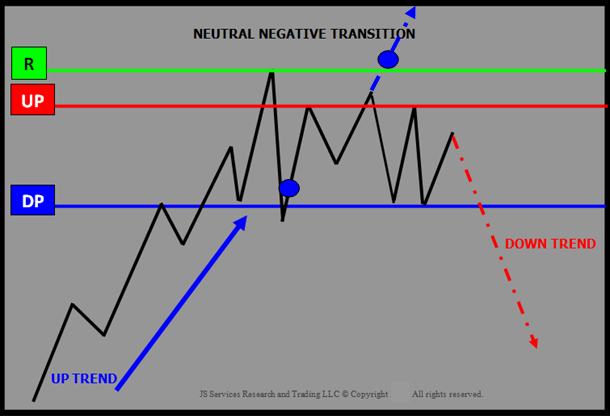 NEUTRAL NEGATIVE TRANSITION
R
UP
DP
DOWN TREND
UP TREND
JS Services Research and Trading LLC © Copyright All rights reserved.